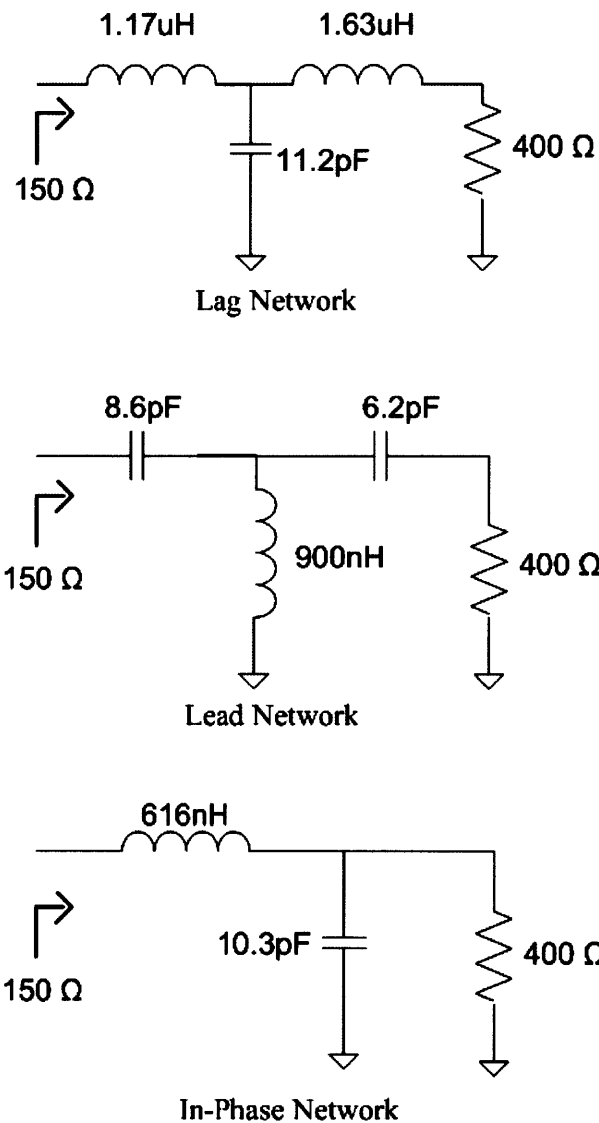 1.17uH 1.63uH
11.2pF 400 Ω
150 Ω
Lag Network
8.6pF 6.2pF
900nH 400 Ω
150 Ω
Lead Network
616nH
10.3pF 400 Ω
150 Ω
In-Phase Network